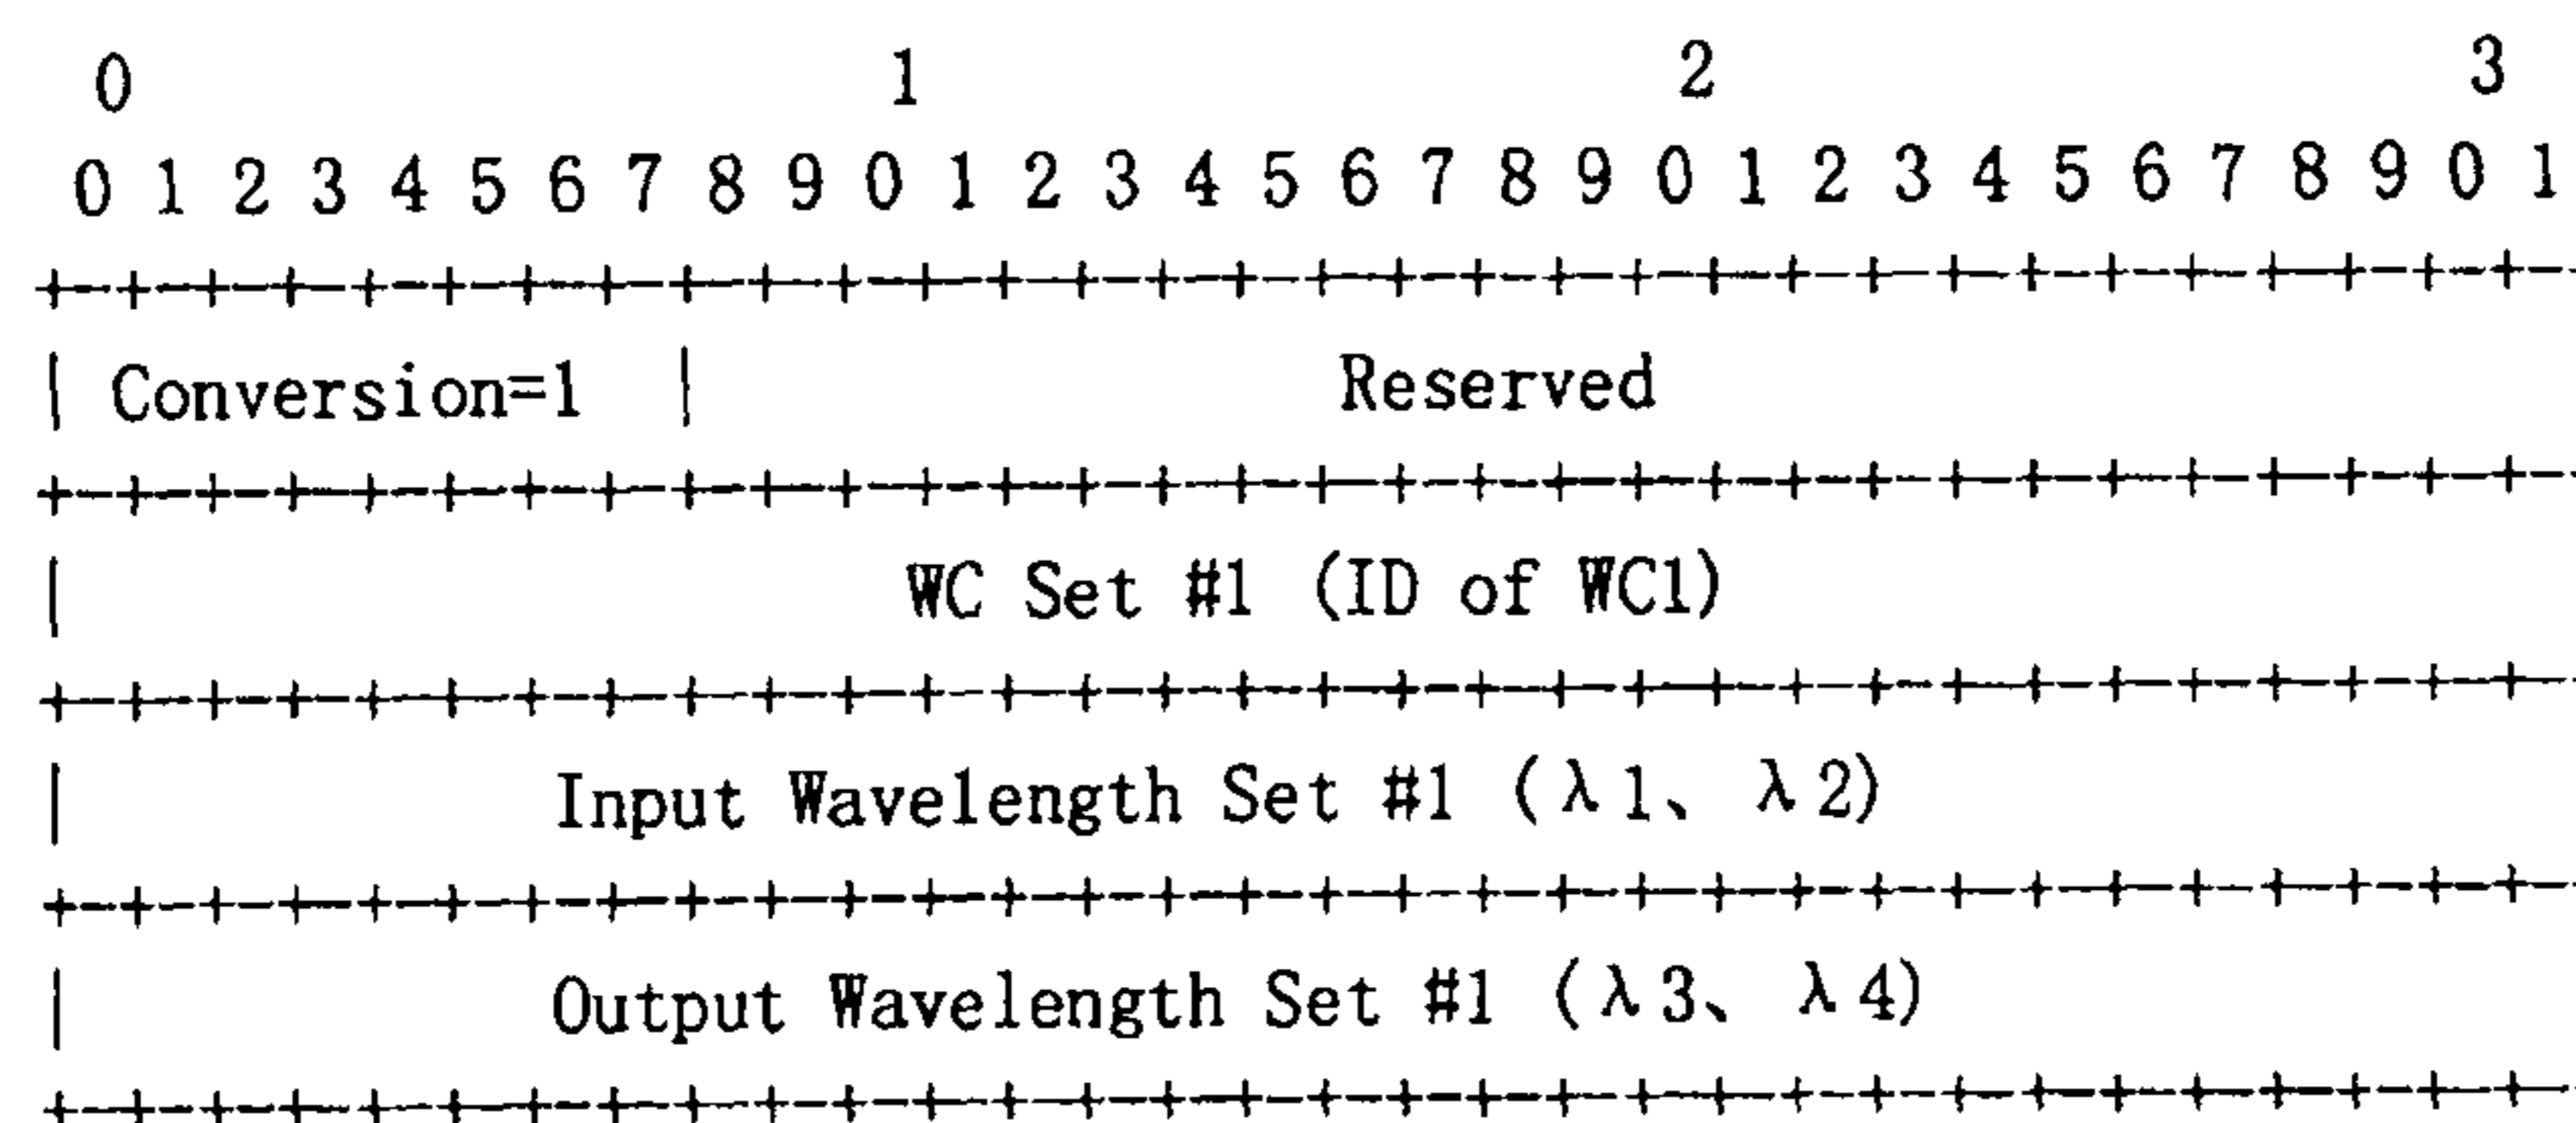 0 1 2 3
0 1 2 3 4 5 6 7 8 9 0 1 2 3 4 5 6 7 8 9 0 1 2 3 4 5 6 7 8 9 0 1
+-+-+-+-+-+-+-+-+-+-+-+-+-+-+-+-+-+-+-+-+-+-+-+-+-+-+-+-+-+-+-+-
| Conversion=1 | Reserved
+-+-+-+-+-+-+-+-+-+-+-+-+-+-+-+-+-+-+-+-+-+-+-+-+-+-+-+-+-+-+-+-
| WC Set #1 (ID of WC1)
+-+-+-+-+-+-+-+-+-+-+-+-+-+-+-+-+-+-+-+-+-+-+-+-+-+-+-+-+-+-+-+-
| Input Wavelength Set #1 (λ1、λ2)
+-+-+-+-+-+-+-+-+-+-+-+-+-+-+-+-+-+-+-+-+-+-+-+-+-+-+-+-+-+-+-+-
| Output Wavelength Set #1 (λ3、λ4)
+-+-+-+-+-+-+-+-+-+-+-+-+-+-+-+-+-+-+-+-+-+-+-+-+-+-+-+-+-+-+-+-